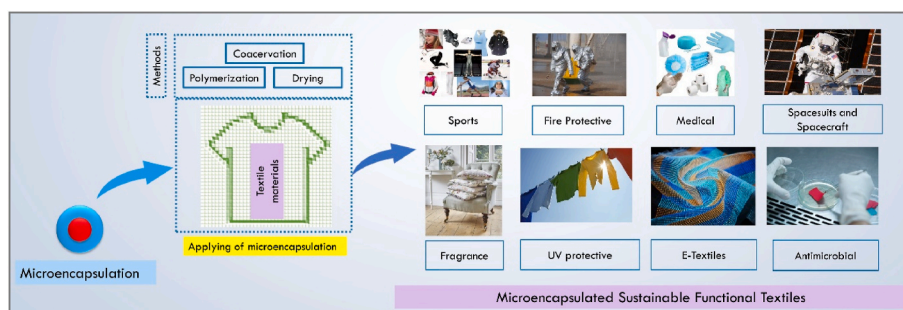 Methods
Coacervation
Polymerization
Drying
Textile
materials
Applying of microencapsulation
Microencapsulation
Sports
Fire Protective
Medical
Spacesuits and
Spacecraft
Fragrance
UV protective
E-Textiles
Antimicrobial
Microencapsulated Sustainable Functional Textiles